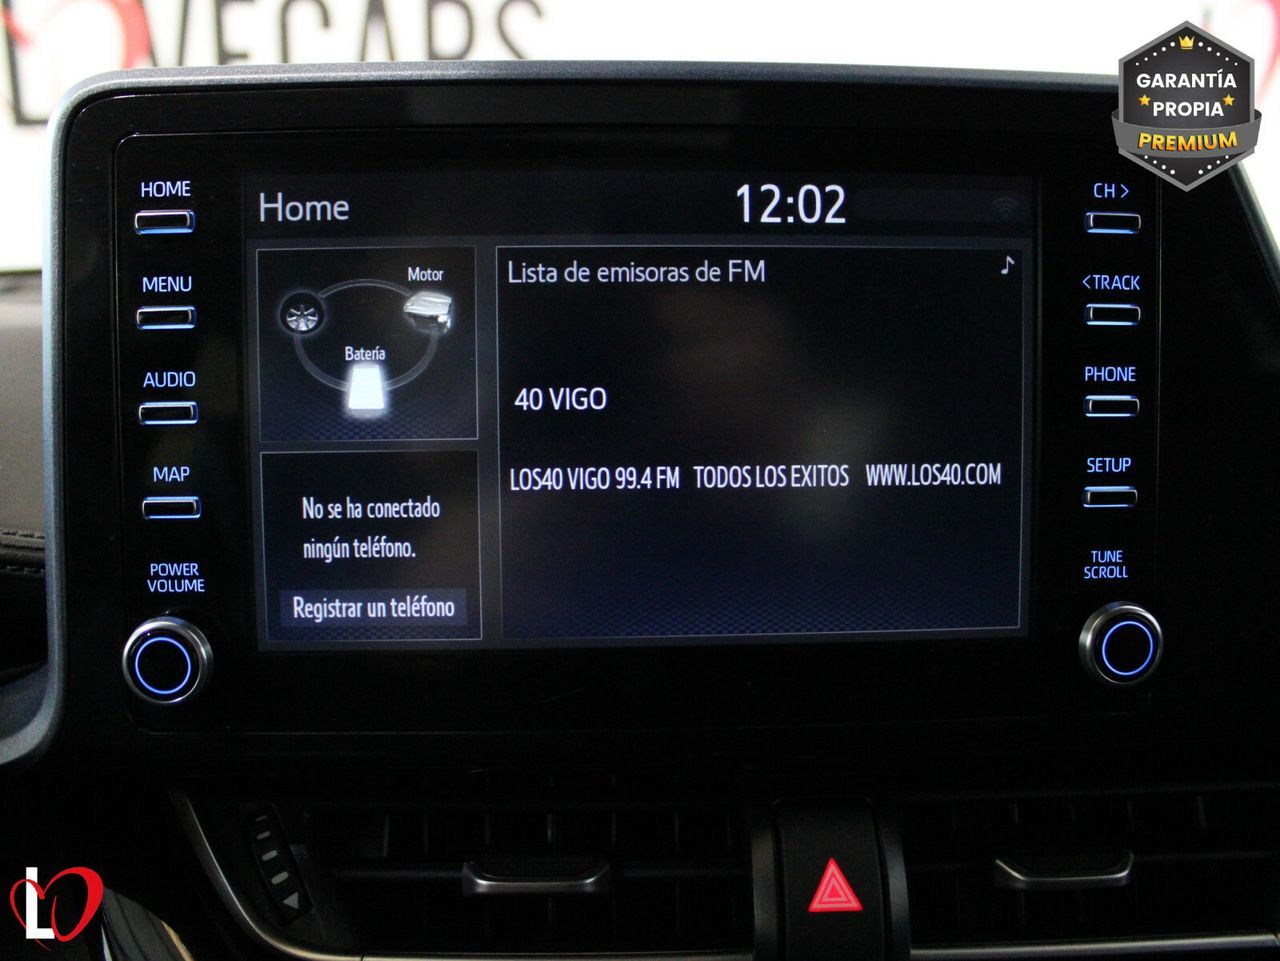 VECARS
GARANTÍA
PROPIA
PREMIUM
HOME
MENU
AUDIO
MAP
POWER
VOLUME
Home
12:02
Motor
Batería
No se ha conectado
ningún teléfono.
Registrar un teléfono
Lista de emisoras de FM
40 VIGO
LOS40 VIGO 99.4 FM TODOS LOS EXITOS WWW.LOS40.COM
CH >
< TRACK
PHONE
SETUP
TUNE
SCROLL
L